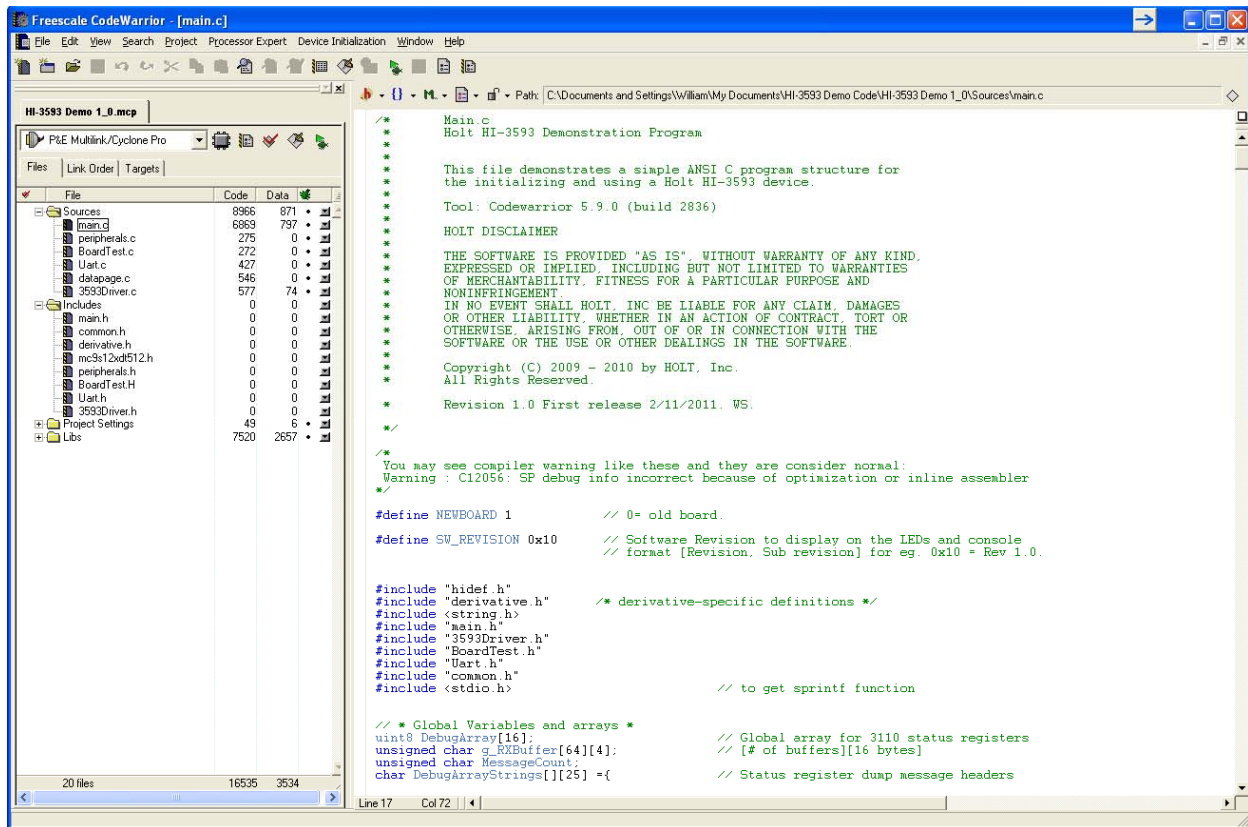 Freescale CodeWarrior - [main.c]
File Edit View Search Project Processor Expert Device Initialization Window Help
HI-3593 Demo 1_0.mcp
P&E Multilink/Cyclone Pro
Files Link Order Targets
File Code Data
Sources 8966 871
main.c 6869 797
peripherals.c 275 0
BoardTest.c 272 0
Uart.c 427 0
datapage.c 546 0
3593Driver.c 577 74
Includes 0 0
main.h 0 0
common.h 0 0
derivative.h 0 0
mc9s12xdt512.h 0 0
peripherals.h 0 0
BoardTest.H 0 0
Uart.h 0 0
3593Driver.h 0 0
Project Settings 49 6
Libs 7520 2657
20 files 16535 3534
h {} M. Path: C:\Documents and Settings\William\My Documents\HI-3593 Demo Code\HI-3593 Demo 1_0\Sources\main.c
/* Main.c
* Holt HI-3593 Demonstration Program
*
*
* This file demonstrates a simple ANSI C program structure for
* the initializing and using a Holt HI-3593 device.
*
* Tool: Codewarrior 5.9.0 (build 2836)
*
* HOLT DISCLAIMER
*
* THE SOFTWARE IS PROVIDED "AS IS", WITHOUT WARRANTY OF ANY KIND,
* EXPRESSED OR IMPLIED, INCLUDING BUT NOT LIMITED TO WARRANTIES
* OF MERCHANTABILITY, FITNESS FOR A PARTICULAR PURPOSE AND
* NONINFRINGEMENT.
* IN NO EVENT SHALL HOLT, INC BE LIABLE FOR ANY CLAIM, DAMAGES
* OR OTHER LIABILITY, WHETHER IN AN ACTION OF CONTRACT, TORT OR
* OTHERWISE, ARISING FROM, OUT OF OR IN CONNECTION WITH THE
* SOFTWARE OR THE USE OR OTHER DEALINGS IN THE SOFTWARE.
*
* Copyright (C) 2009 - 2010 by HOLT, Inc.
* All Rights Reserved.
*
* Revision 1.0 First release 2/11/2011. WS.
*/
/*
You may see compiler warning like these and they are consider normal:
Warning : C12056: SP debug info incorrect because of optimization or inline assembler
*/
#define NEWBOARD 1 // 0= old board.
#define SW_REVISION 0x10 // Software Revision to display on the LEDs and console
// format [Revision, Sub revision] for eg. 0x10 = Rev 1.0.
#include "hidef.h"
#include "derivative.h" /* derivative-specific definitions */
#include <string.h>
#include "main.h"
#include "3593Driver.h"
#include "BoardTest.h"
#include "Uart.h"
#include "common.h"
#include <stdio.h> // to get sprintf function
// * Global Variables and arrays *
uint8 DebugArray[16]; // Global array for 3110 status registers
unsigned char g_RXBuffer[64][4]; // [# of buffers][16 bytes]
unsigned char MessageCount;
char DebugArrayStrings[][25] ={ // Status register dump message headers
Line 17 Col 72